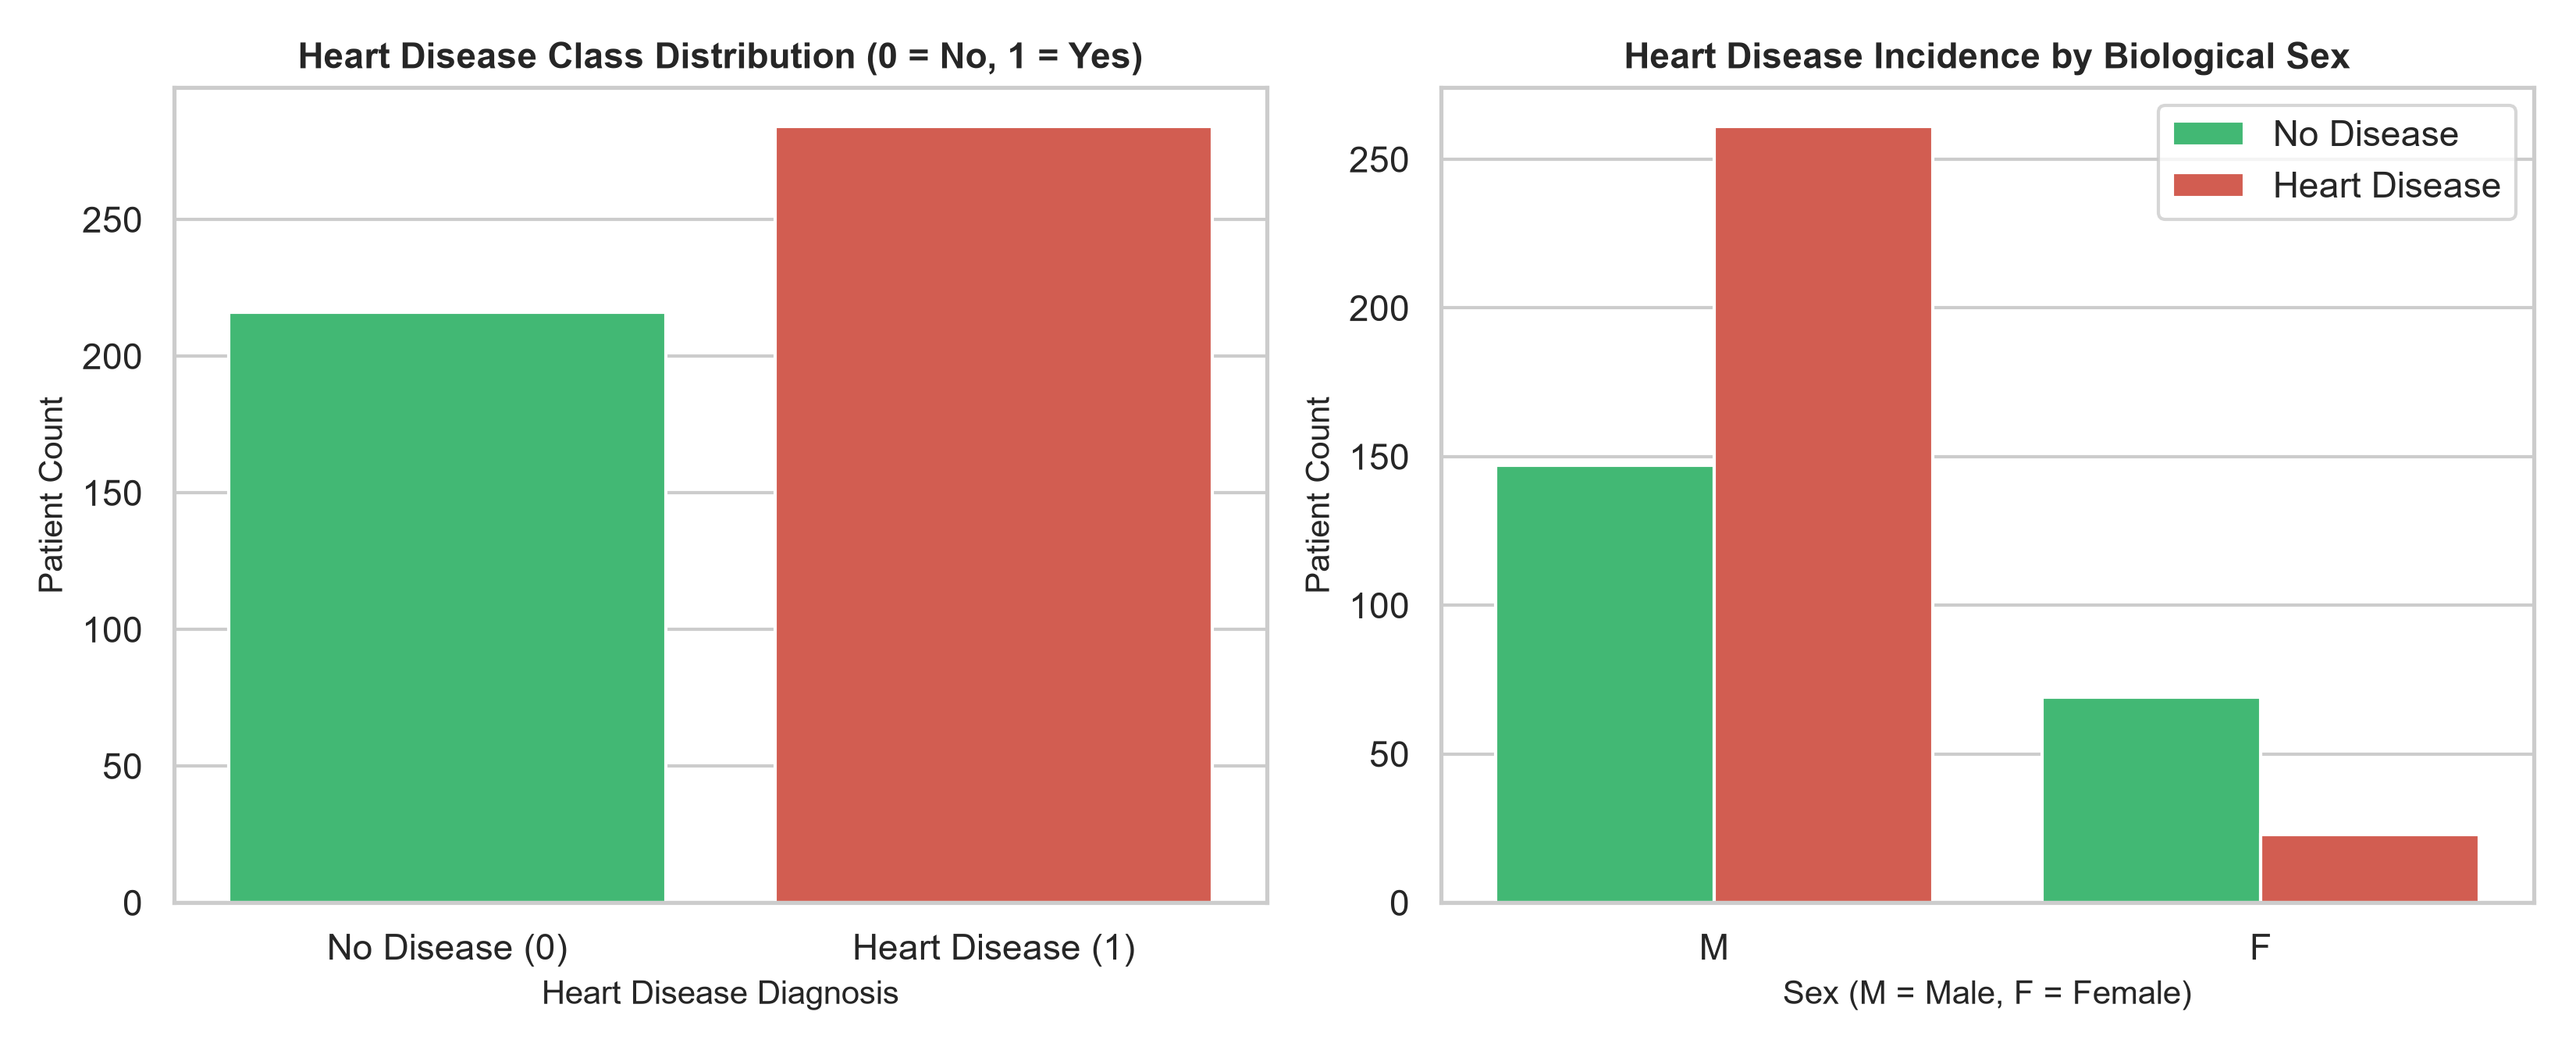 Heart Disease Class Distribution (0 = No, 1 = Yes)
Patient Count
250
200
150
100
50
0
No Disease (0)
Heart Disease (1)
Heart Disease Diagnosis
Heart Disease Incidence by Biological Sex
No Disease
Heart Disease
Patient Count
250
200
150
100
50
0
M
F
Sex (M = Male, F = Female)